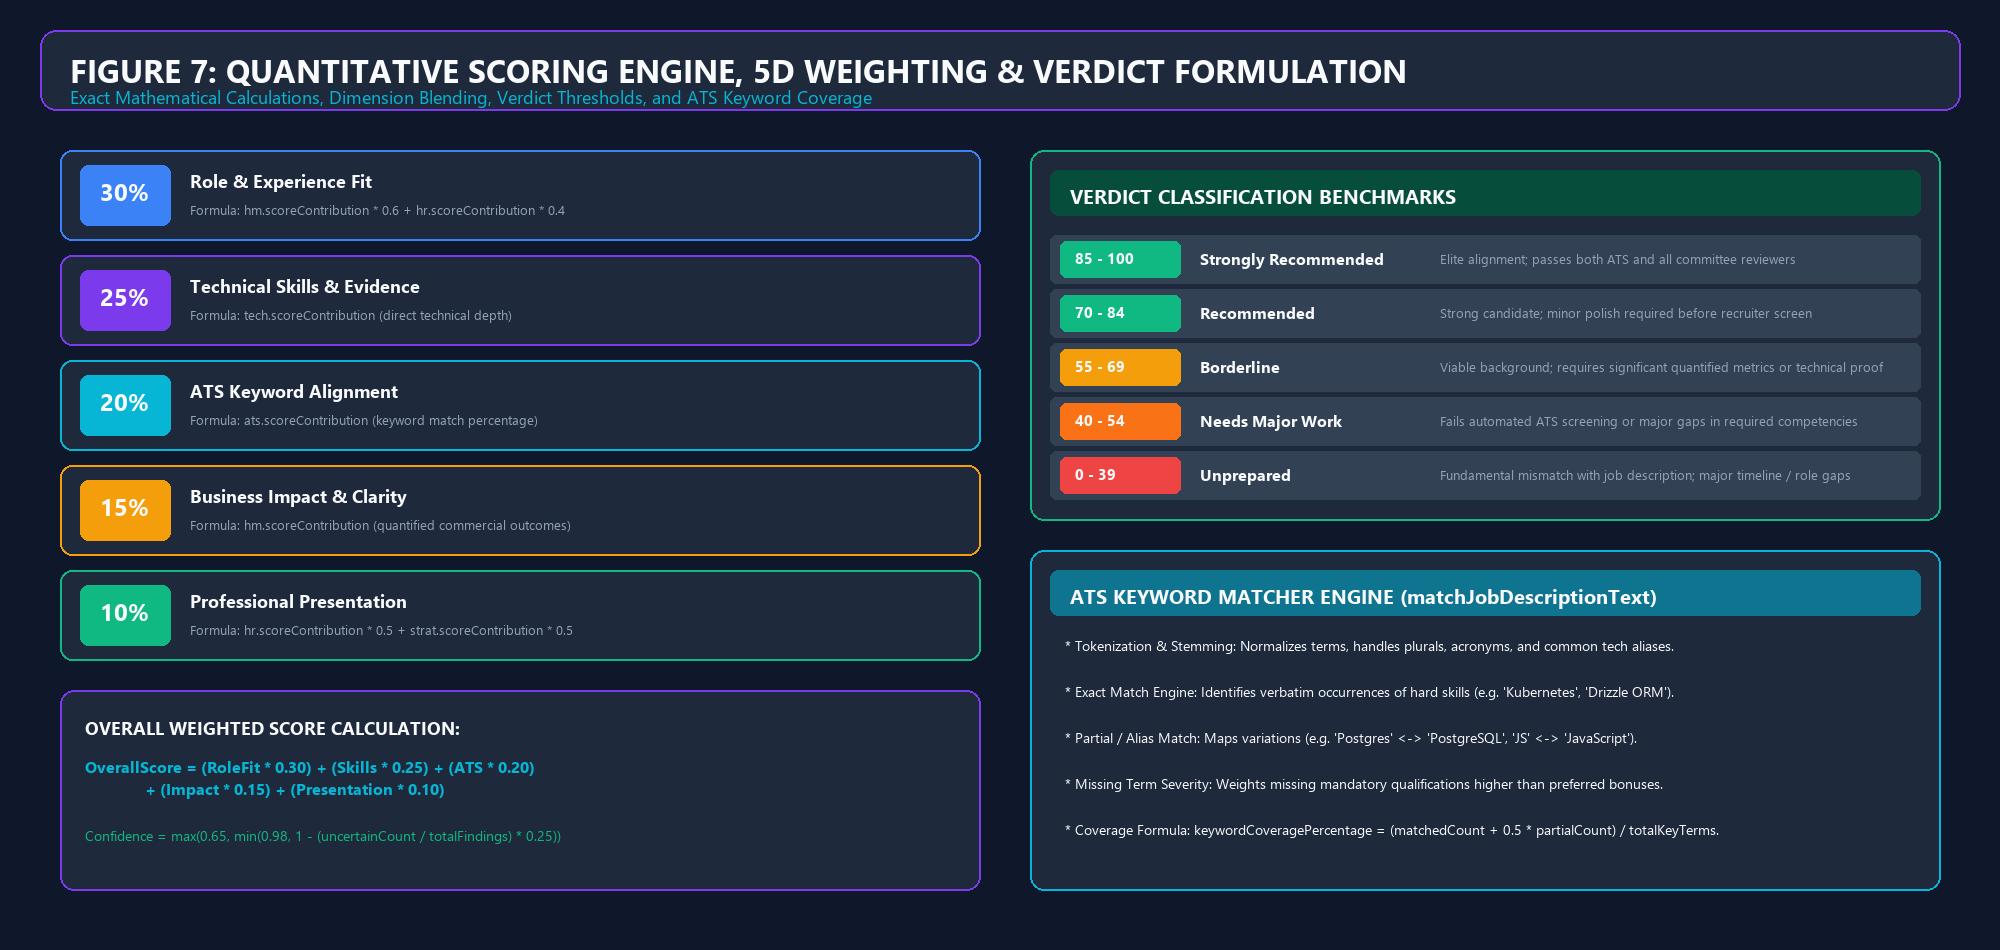 FIGURE 7: QUANTITATIVE SCORING ENGINE, 5D WEIGHTING & VERDICT FORMULATION
Exact Mathematical Calculations, Dimension Blending, Verdict Thresholds, and ATS Keyword Coverage
30%
Role & Experience Fit
Formula: hm.scoreContribution * 0.6 + hr.scoreContribution * 0.4
25%
Technical Skills & Evidence
Formula: tech.scoreContribution (direct technical depth)
20%
ATS Keyword Alignment
Formula: ats.scoreContribution (keyword match percentage)
15%
Business Impact & Clarity
Formula: hm.scoreContribution (quantified commercial outcomes)
10%
Professional Presentation
Formula: hr.scoreContribution * 0.5 + strat.scoreContribution * 0.5
OVERALL WEIGHTED SCORE CALCULATION:
OverallScore = (RoleFit * 0.30) + (Skills * 0.25) + (ATS * 0.20)
+ (Impact * 0.15) + (Presentation * 0.10)
Confidence = max(0.65, min(0.98, 1 - (uncertainCount / totalFindings) * 0.25))
VERDICT CLASSIFICATION BENCHMARKS
85 - 100 Strongly Recommended Elite alignment; passes both ATS and all committee reviewers
70 - 84 Recommended Strong candidate; minor polish required before recruiter screen
55 - 69 Borderline Viable background; requires significant quantified metrics or technical proof
40 - 54 Needs Major Work Fails automated ATS screening or major gaps in required competencies
0 - 39 Unprepared Fundamental mismatch with job description; major timeline / role gaps
ATS KEYWORD MATCHER ENGINE (matchJobDescriptionText)
* Tokenization & Stemming: Normalizes terms, handles plurals, acronyms, and common tech aliases.
* Exact Match Engine: Identifies verbatim occurrences of hard skills (e.g. 'Kubernetes', 'Drizzle ORM').
* Partial / Alias Match: Maps variations (e.g. 'Postgres' <-> 'PostgreSQL', 'JS' <-> 'JavaScript').
* Missing Term Severity: Weights missing mandatory qualifications higher than preferred bonuses.
* Coverage Formula: keywordCoveragePercentage = (matchedCount + 0.5 * partialCount) / totalKeyTerms.